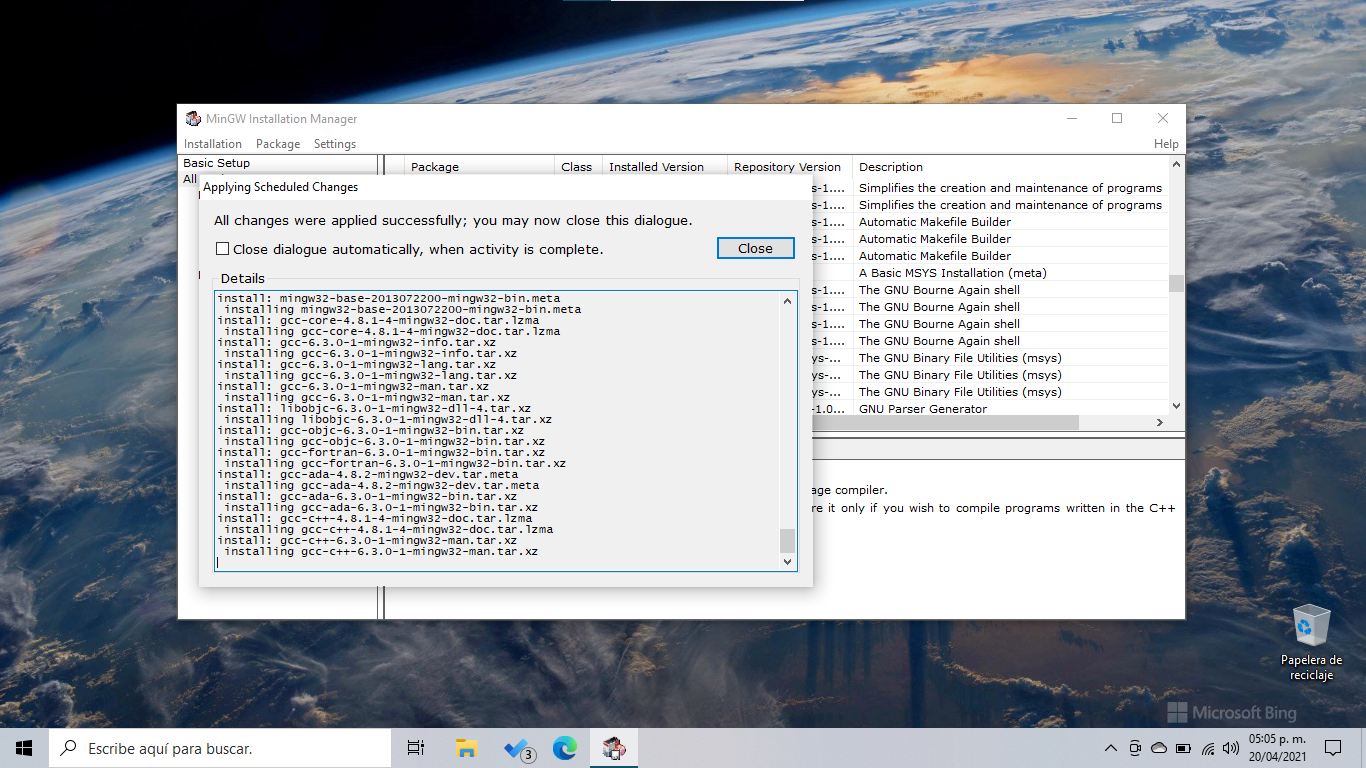 MinGW Installation Manager
Installation Package Settings Help
Basic Setup
All
Package Class Installed Version Repository Version Description
Applying Scheduled Changes
All changes were applied successfully; you may now close this dialogue.
Close dialogue automatically, when activity is complete.
Close
Details
install: mingw32-base-2013072200-mingw32-bin.meta
installing mingw32-base-2013072200-mingw32-bin.meta
install: gcc-core-4.8.1-4-mingw32-doc.tar.lzma
installing gcc-core-4.8.1-4-mingw32-doc.tar.lzma
install: gcc-6.3.0-1-mingw32-info.tar.xz
installing gcc-6.3.0-1-mingw32-info.tar.xz
install: gcc-6.3.0-1-mingw32-lang.tar.xz
installing gcc-6.3.0-1-mingw32-lang.tar.xz
install: gcc-6.3.0-1-mingw32-man.tar.xz
installing gcc-6.3.0-1-mingw32-man.tar.xz
install: libobjc-6.3.0-1-mingw32-dll-4.tar.xz
installing libobjc-6.3.0-1-mingw32-dll-4.tar.xz
install: gcc-objc-6.3.0-1-mingw32-bin.tar.xz
installing gcc-objc-6.3.0-1-mingw32-bin.tar.xz
install: gcc-fortran-6.3.0-1-mingw32-bin.tar.xz
installing gcc-fortran-6.3.0-1-mingw32-bin.tar.xz
install: gcc-ada-4.8.2-mingw32-dev.tar.meta
installing gcc-ada-4.8.2-mingw32-dev.tar.meta
install: gcc-ada-6.3.0-1-mingw32-bin.tar.xz
installing gcc-ada-6.3.0-1-mingw32-bin.tar.xz
install: gcc-c++-4.8.1-4-mingw32-doc.tar.lzma
installing gcc-c++-4.8.1-4-mingw32-doc.tar.lzma
install: gcc-c++-6.3.0-1-mingw32-man.tar.xz
installing gcc-c++-6.3.0-1-mingw32-man.tar.xz
s-1.... Simplifies the creation and maintenance of programs
s-1.... Simplifies the creation and maintenance of programs
s-1.... Automatic Makefile Builder
s-1.... Automatic Makefile Builder
s-1.... Automatic Makefile Builder
A Basic MSYS Installation (meta)
s-1.... The GNU Bourne Again shell
s-1.... The GNU Bourne Again shell
s-1.... The GNU Bourne Again shell
s-1.... The GNU Bourne Again shell
ys-... The GNU Binary File Utilities (msys)
ys-... The GNU Binary File Utilities (msys)
ys-... The GNU Binary File Utilities (msys)
-1.0... GNU Parser Generator
age compiler.
re it only if you wish to compile programs written in the C++
Papelera de
reciclaje
Microsoft Bing
Escribe aquí para buscar.
3
05:05 p. m.
20/04/2021